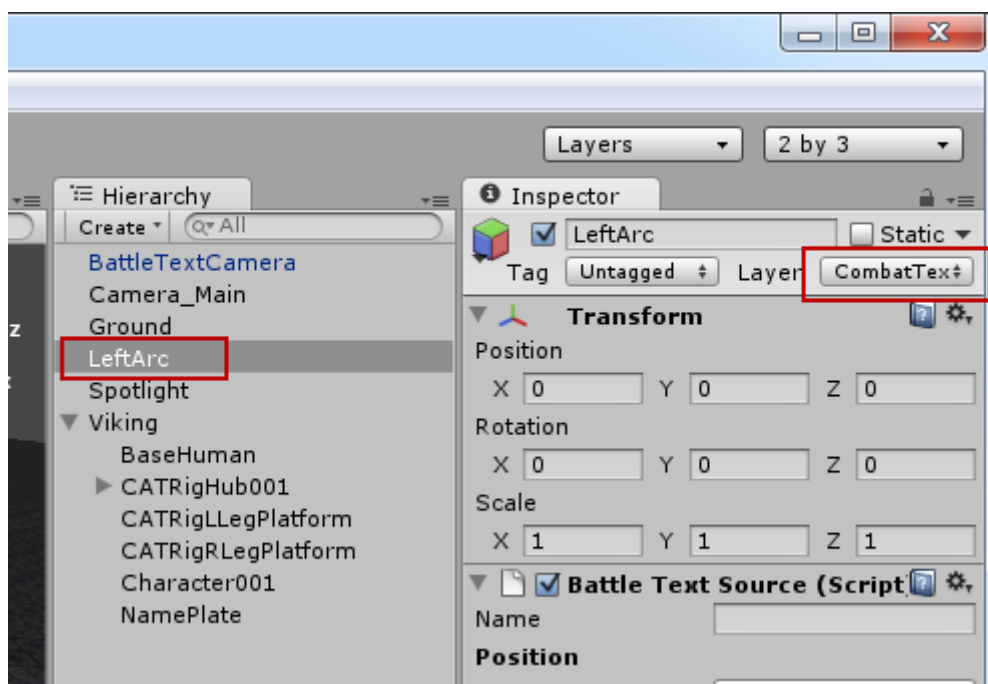 Layers
2 by 3
Hierarchy
Create
All
BattleTextCamera
Camera_Main
Ground
LeftArc
Spotlight
Viking
BaseHuman
CATRigHub001
CATRigLLegPlatform
CATRigRLegPlatform
Character001
NamePlate
z
Inspector
LeftArc
Static
Tag Untagged Layer CombatTex
Transform
Position
X 0 Y 0 Z 0
Rotation
X 0 Y 0 Z 0
Scale
X 1 Y 1 Z 1
Battle Text Source (Script
Name
Position